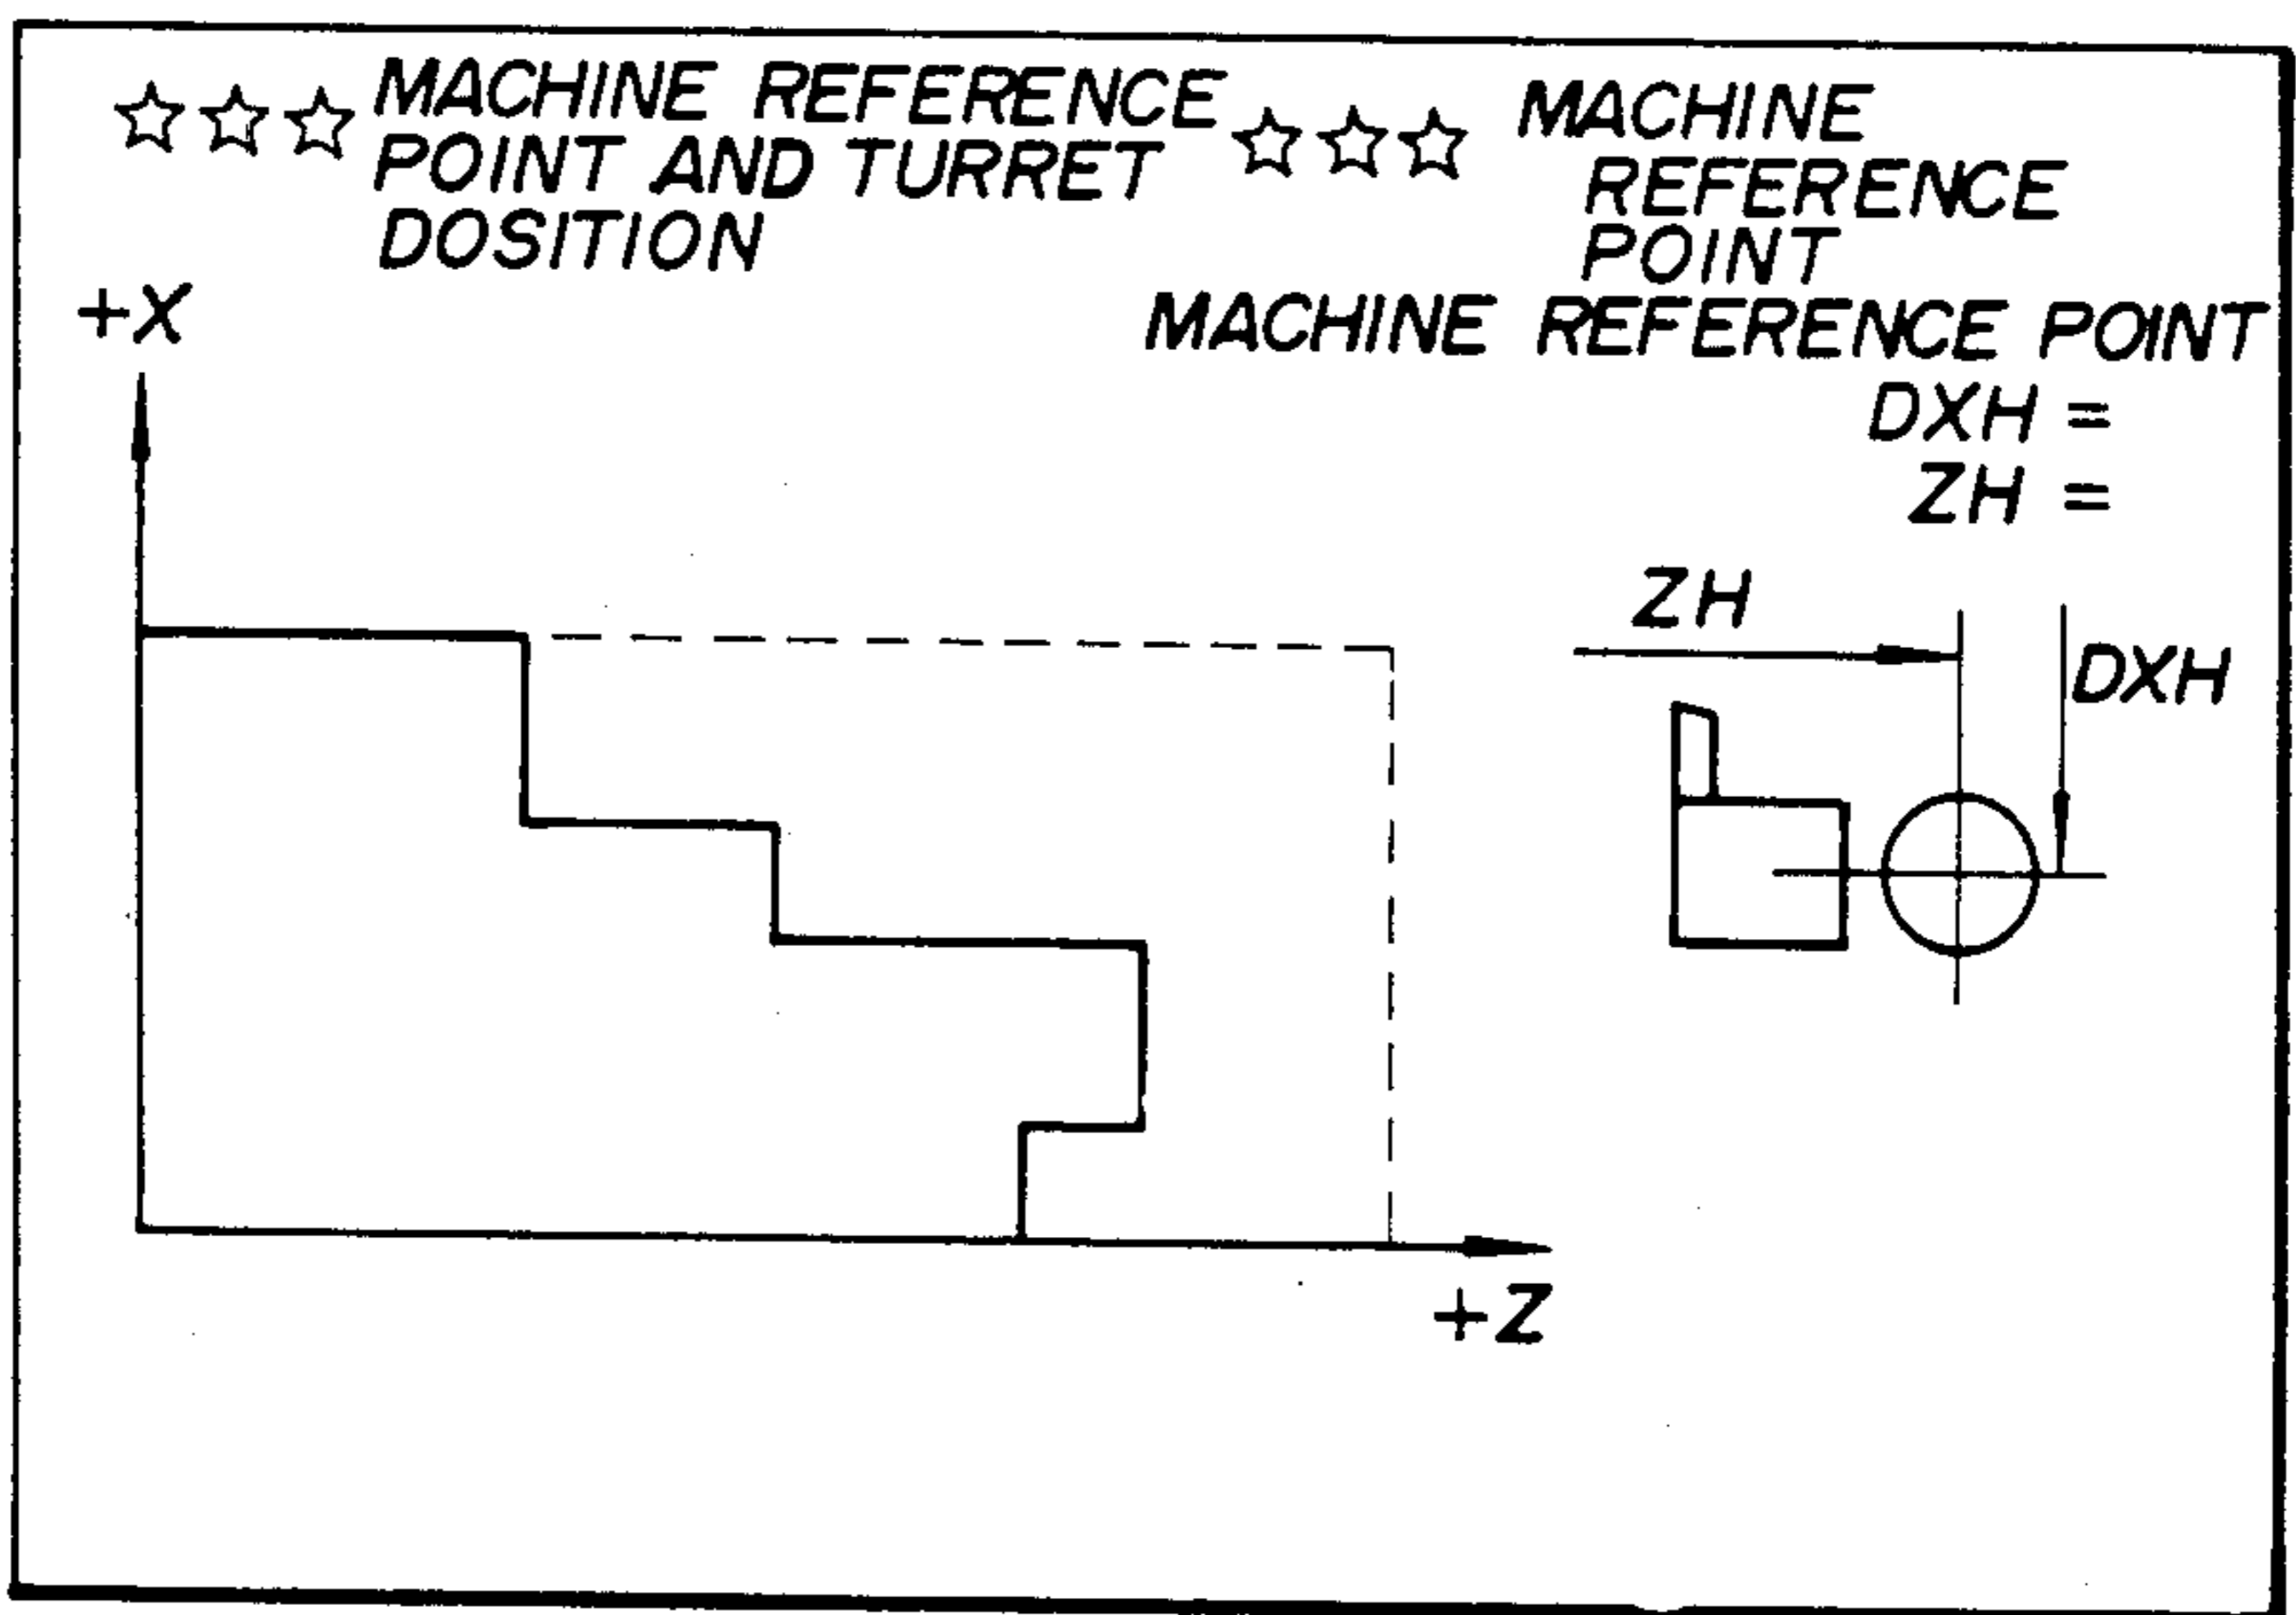 ☆☆☆ MACHINE REFERENCE
POINT AND TURRET
DOSITION
☆☆☆ MACHINE
REFERENCE
POINT
MACHINE REFERENCE POINT
DXH =
ZH =
+X
ZH
DXH
+Z